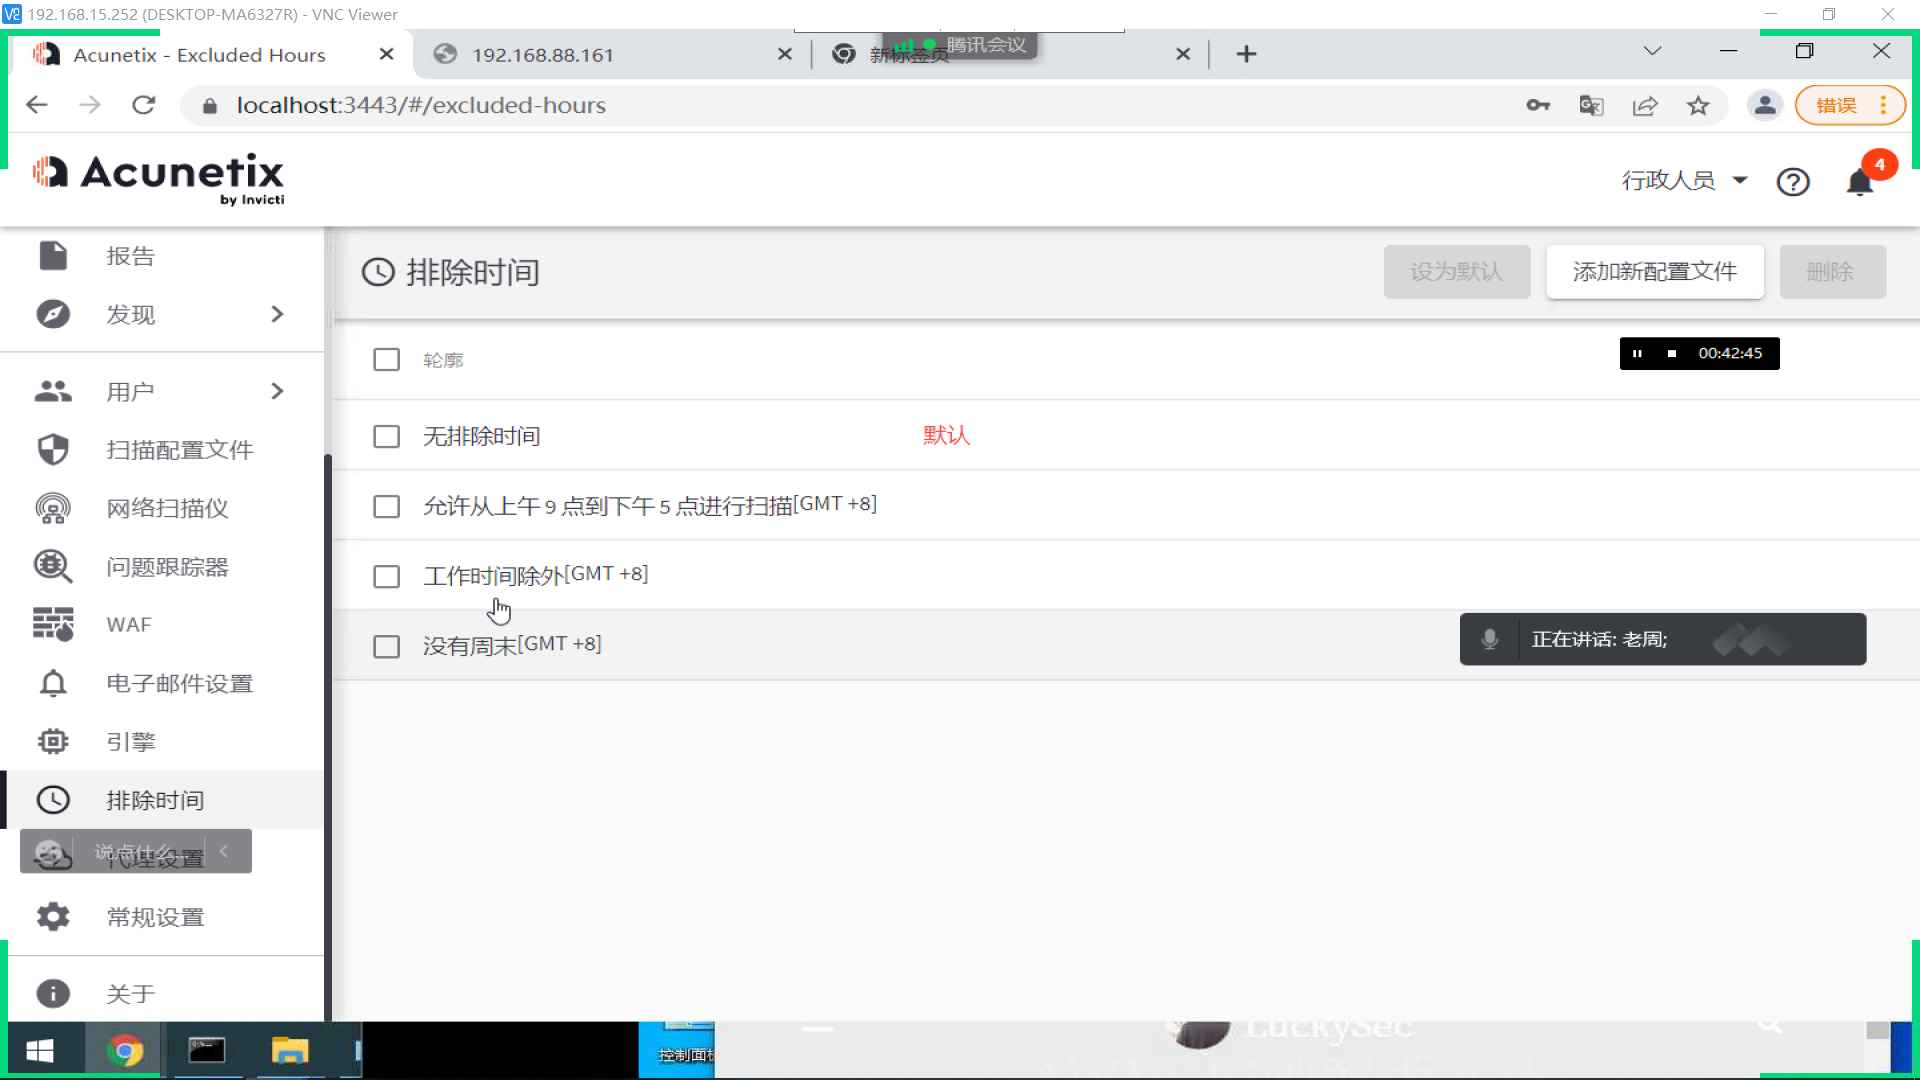 192.168.15.252 (DESKTOP-MA6327R) - VNC Viewer
Acunetix - Excluded Hours
192.168.88.161
新标签页
腾讯会议
localhost:3443/#/excluded-hours
错误
Acunetix
by Invicti
行政人员
4
报告
发现
用户
扫描配置文件
网络扫描仪
问题跟踪器
WAF
电子邮件设置
引擎
排除时间
说点什么...
代理设置
常规设置
关于
排除时间
设为默认
添加新配置文件
删除
轮廓
00:42:45
无排除时间
默认
允许从上午 9 点到下午 5 点进行扫描[GMT +8]
工作时间除外[GMT +8]
没有周末[GMT +8]
正在讲话: 老周;
控制面板
LuckySec